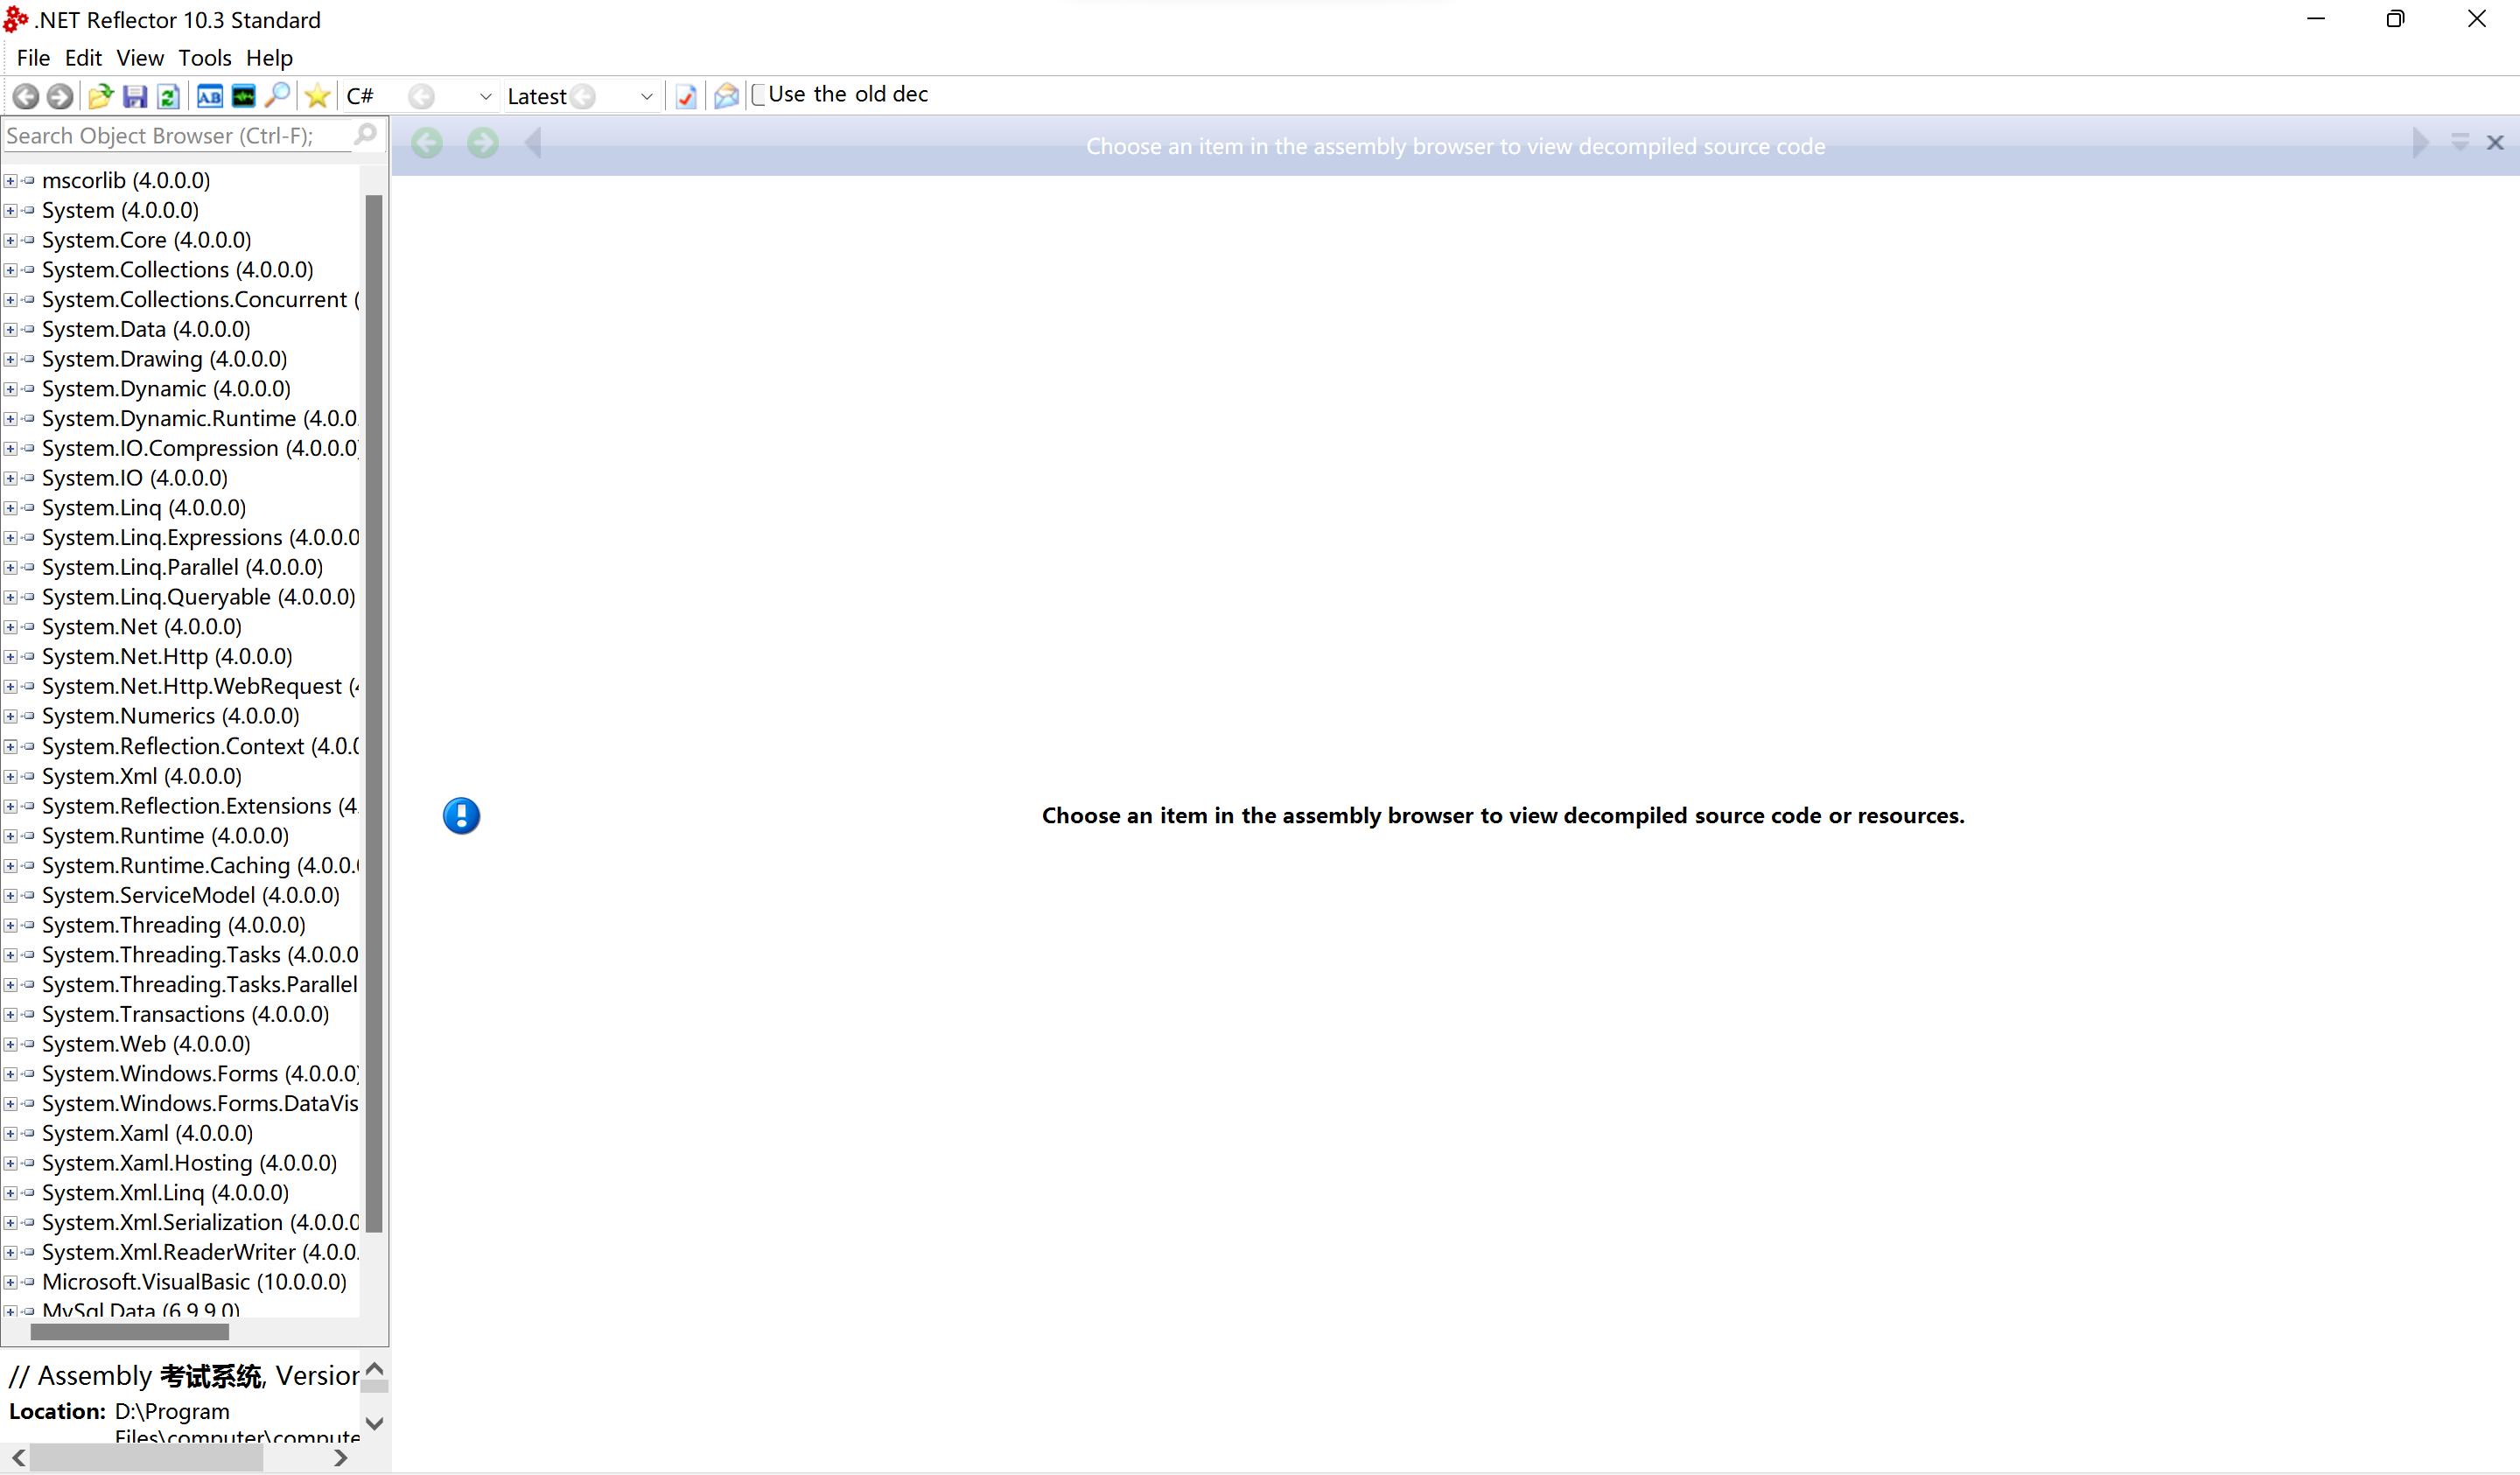 .NET Reflector 10.3 Standard
File Edit View Tools Help
C# Latest Use the old dec
Search Object Browser (Ctrl-F);
Choose an item in the assembly browser to view decompiled source code
mscorlib (4.0.0.0)
System (4.0.0.0)
System.Core (4.0.0.0)
System.Collections (4.0.0.0)
System.Collections.Concurrent (
System.Data (4.0.0.0)
System.Drawing (4.0.0.0)
System.Dynamic (4.0.0.0)
System.Dynamic.Runtime (4.0.0.
System.IO.Compression (4.0.0.0)
System.IO (4.0.0.0)
System.Linq (4.0.0.0)
System.Linq.Expressions (4.0.0.0
System.Linq.Parallel (4.0.0.0)
System.Linq.Queryable (4.0.0.0)
System.Net (4.0.0.0)
System.Net.Http (4.0.0.0)
System.Net.Http.WebRequest (4
System.Numerics (4.0.0.0)
System.Reflection.Context (4.0.0
System.Xml (4.0.0.0)
System.Reflection.Extensions (4.
System.Runtime (4.0.0.0)
System.Runtime.Caching (4.0.0.0
System.ServiceModel (4.0.0.0)
System.Threading (4.0.0.0)
System.Threading.Tasks (4.0.0.0
System.Threading.Tasks.Parallel
System.Transactions (4.0.0.0)
System.Web (4.0.0.0)
System.Windows.Forms (4.0.0.0)
System.Windows.Forms.DataVis
System.Xaml (4.0.0.0)
System.Xaml.Hosting (4.0.0.0)
System.Xml.Linq (4.0.0.0)
System.Xml.Serialization (4.0.0.0
System.Xml.ReaderWriter (4.0.0.
Microsoft.VisualBasic (10.0.0.0)
MySql.Data (6.9.9.0)
Choose an item in the assembly browser to view decompiled source code or resources.
// Assembly 考试系统, Version
Location: D:\Program
Files\computer\compute